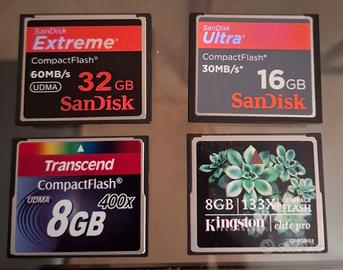 SanDisk
Extreme®
CompactFlash®
60MB/s
UDMA
32 GB
SanDisk
SanDisk
Ultra®
CompactFlash®
30MB/s*
16 GB
SanDisk
Transcend
CompactFlash®
UDMA
400x
8GB
8GB 133X
COMPACT
FLASH
Kingston
elite pro